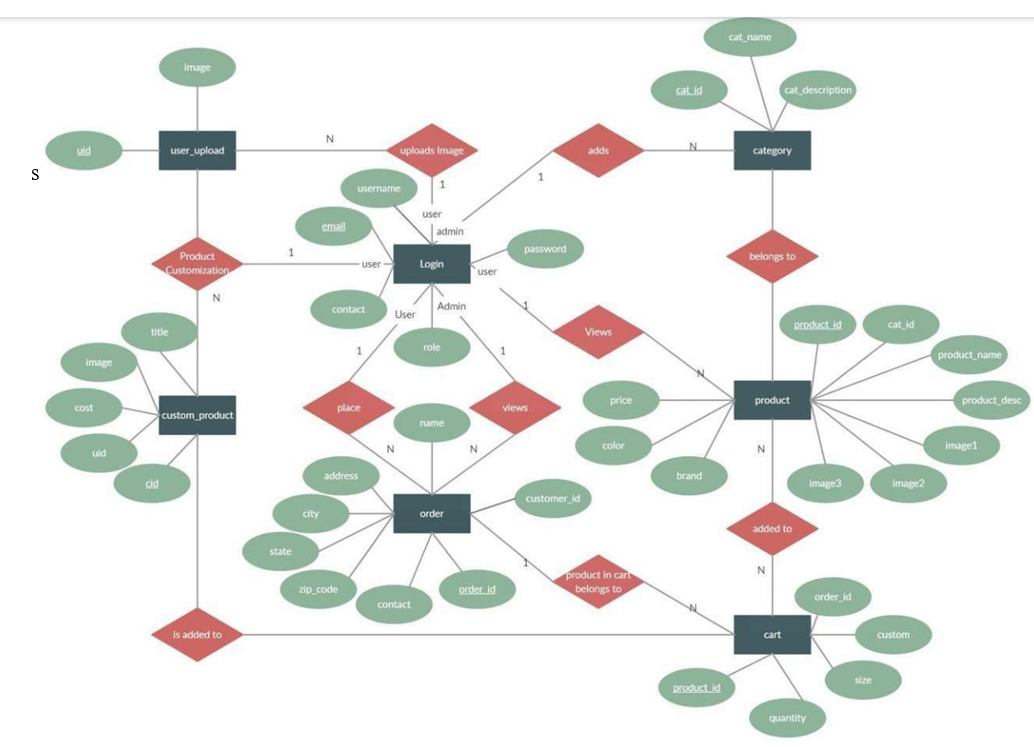 cat_name
image
cat_id
cat_description
N
N
uid
user_upload
uploads Image
adds
category
S
1
1
username
user
email
admin
password
Product
Customization
1
user
Login
user
belongs to
N
contact
User
Admin
1
title
role
Views
product_id
cat_id
image
1
1
product_name
N
cost
custom_product
place
views
price
product
product_desc
name
uid
N
N
color
N
image1
cid
address
brand
image3
image2
city
order
customer_id
added to
state
1
N
zip_code
contact
order_id
product in cart
belongs to
order_id
N
is added to
cart
custom
size
product_id
quantity